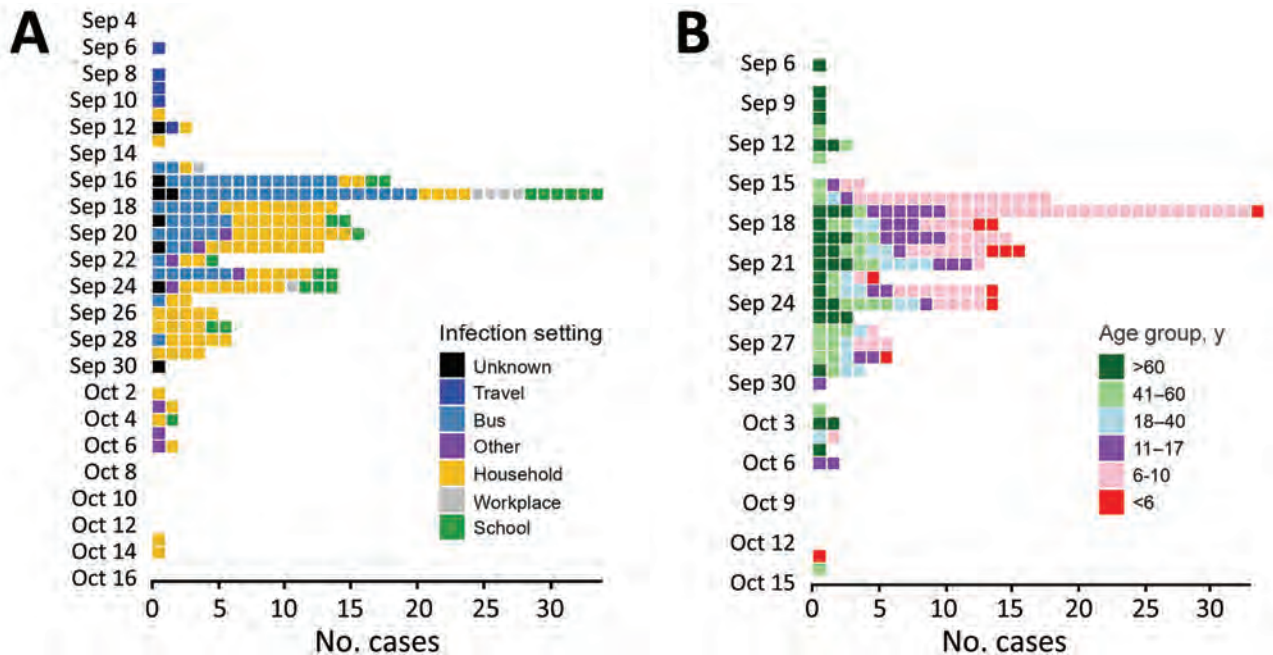 A
Sep 4
Sep 6
Sep 8
Sep 10
Sep 12
Sep 14
Sep 16
Sep 18
Sep 20
Sep 22
Sep 24
Sep 26
Sep 28
Sep 30
Oct 2
Oct 4
Oct 6
Oct 8
Oct 10
Oct 12
Oct 14
Oct 16
0 5 10 15 20 25 30
No. cases
Infection setting
Unknown
Travel
Bus
Other
Household
Workplace
School
B
Sep 6
Sep 9
Sep 12
Sep 15
Sep 18
Sep 21
Sep 24
Sep 27
Sep 30
Oct 3
Oct 6
Oct 9
Oct 12
Oct 15
0 5 10 15 20 25 30
No. cases
Age group, y
>60
41–60
18–40
11–17
6-10
<6